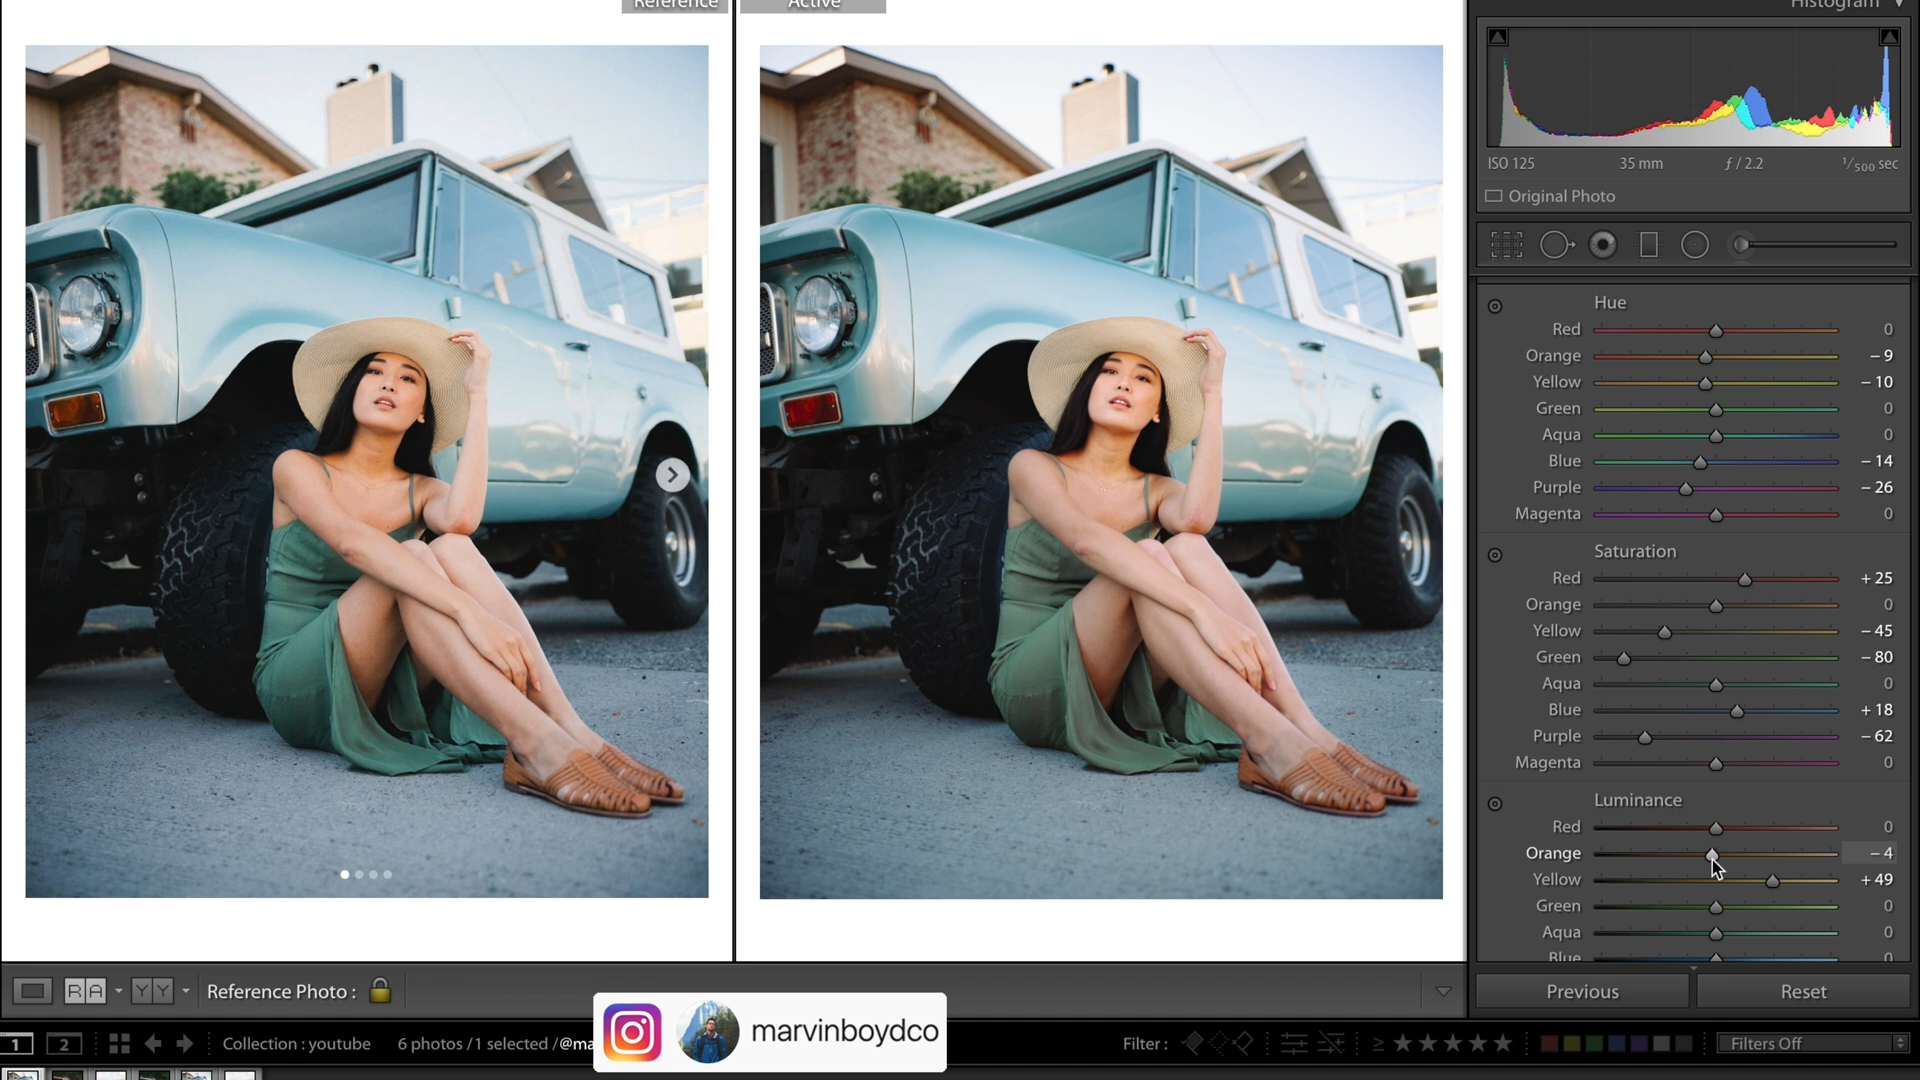 Reference
Active
Histogram
ISO 125
35 mm
ƒ / 2.2
1/500 sec
Original Photo
Hue
Red 0
Orange − 9
Yellow − 10
Green 0
Aqua 0
Blue − 14
Purple − 26
Magenta 0
Saturation
Red + 25
Orange 0
Yellow − 45
Green − 80
Aqua 0
Blue + 18
Purple − 62
Magenta 0
Luminance
Red 0
Orange − 4
Yellow + 49
Green 0
Aqua 0
Blue 0
Previous
Reset
R A
Y Y
Reference Photo :
1
2
Collection : youtube
6 photos / 1 selected / @ma
marvinboydco
Filter :
≥
Filters Off